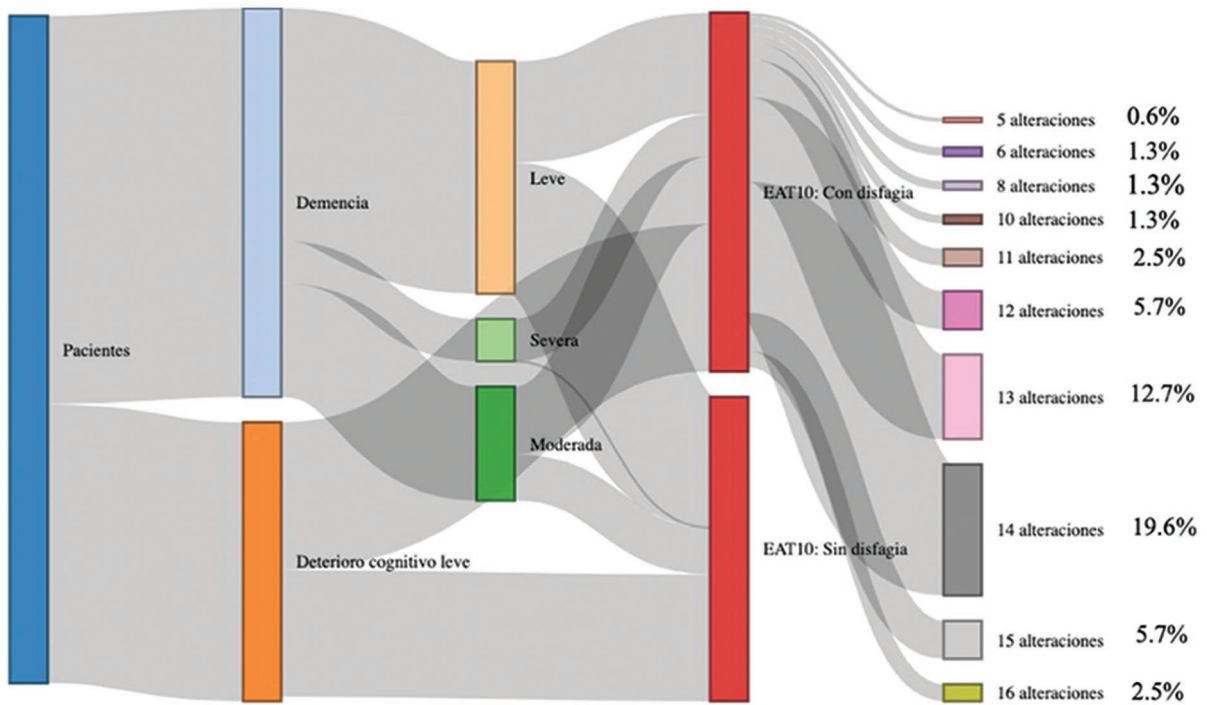 Pacientes
Demencia
Deterioro cognitivo leve
Leve
Severa
Moderada
EAT10: Con disfagia
EAT10: Sin disfagia
5 alteraciones 0.6%
6 alteraciones 1.3%
8 alteraciones 1.3%
10 alteraciones 1.3%
11 alteraciones 2.5%
12 alteraciones 5.7%
13 alteraciones 12.7%
14 alteraciones 19.6%
15 alteraciones 5.7%
16 alteraciones 2.5%